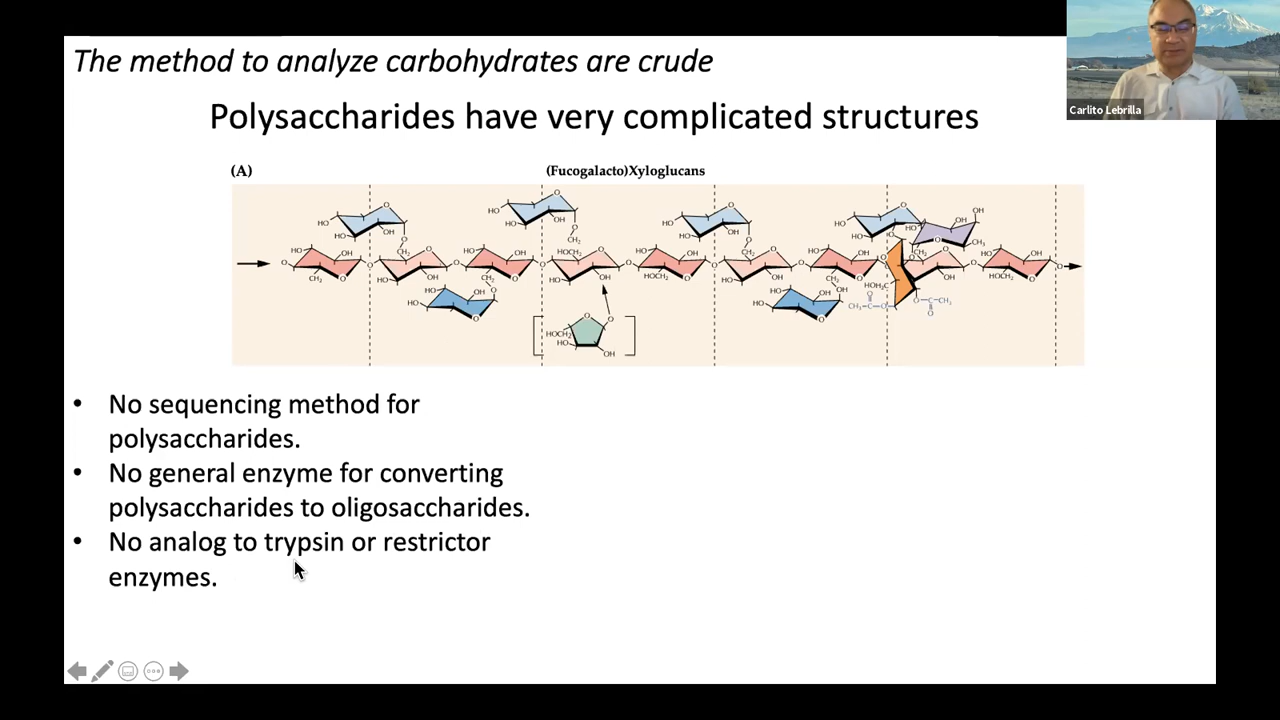 The method to analyze carbohydrates are crude
Carlito Lebrilla
Polysaccharides have very complicated structures
(A)
(Fucogalacto)Xyloglucans
• No sequencing method for
polysaccharides.
• No general enzyme for converting
polysaccharides to oligosaccharides.
• No analog to trypsin or restrictor
enzymes.